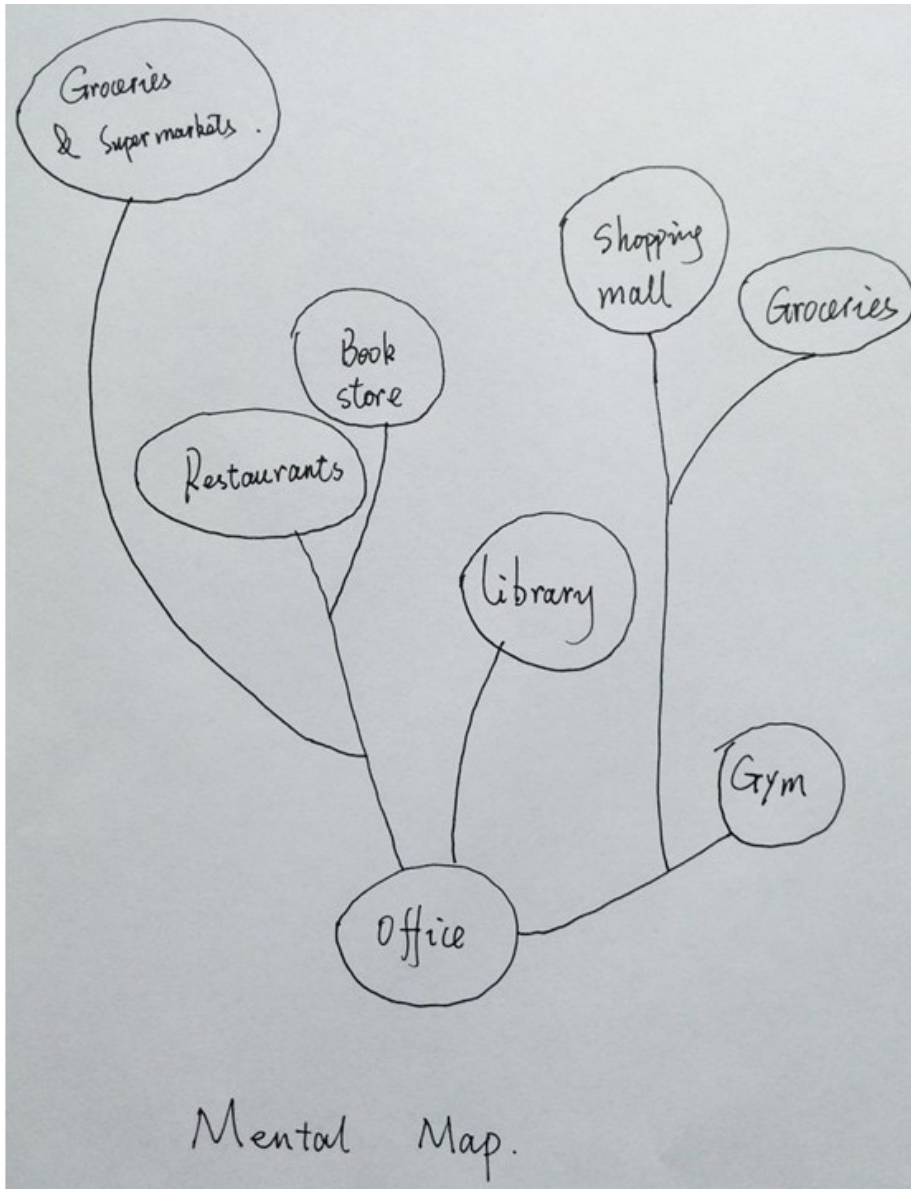 Groceries
& Supermarkets.
Shopping
mall
Groceries
Book
store
Restaurants
library
Gym
Office
Mental Map.